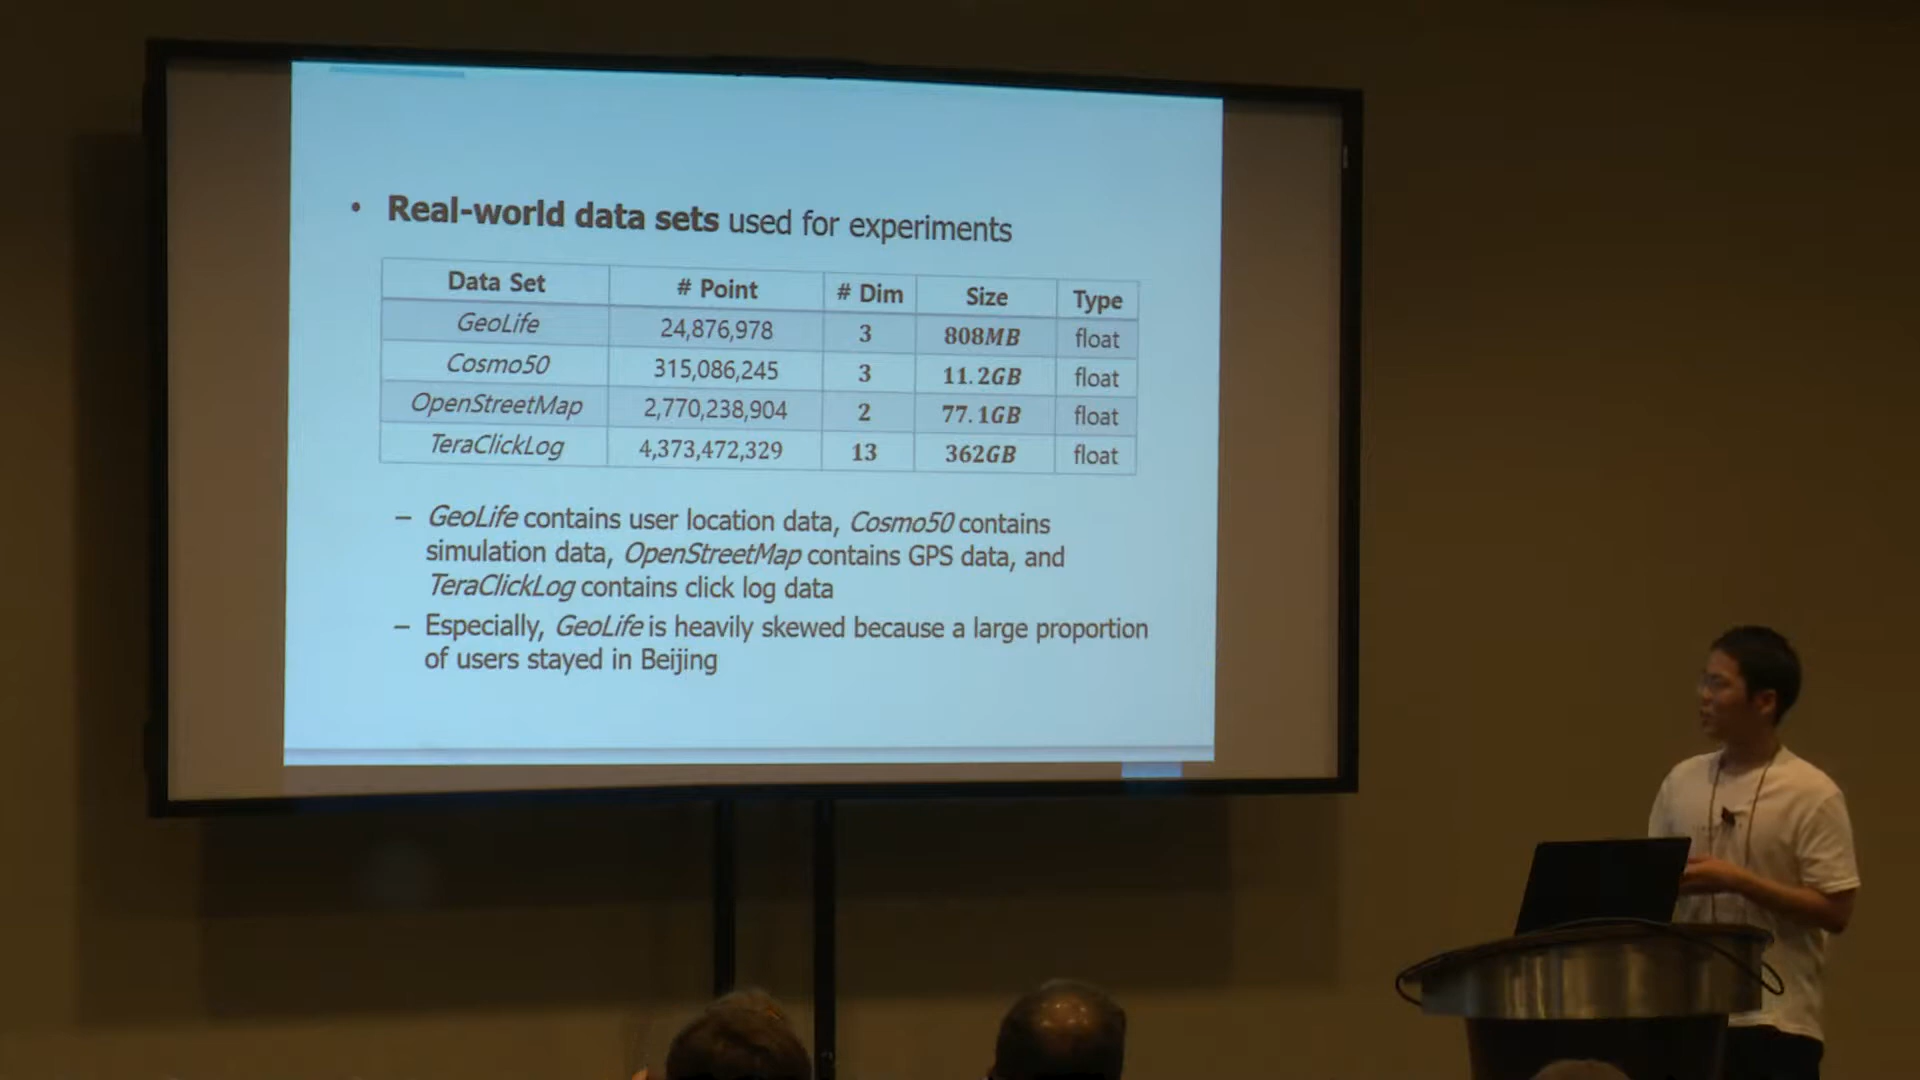 • Real-world data sets used for experiments
Data Set # Point # Dim Size Type
GeoLife 24,876,978 3 808MB float
Cosmo50 315,086,245 3 11.2GB float
OpenStreetMap 2,770,238,904 2 77.1GB float
TeraClickLog 4,373,472,329 13 362GB float
– GeoLife contains user location data, Cosmo50 contains
simulation data, OpenStreetMap contains GPS data, and
TeraClickLog contains click log data
– Especially, GeoLife is heavily skewed because a large proportion
of users stayed in Beijing